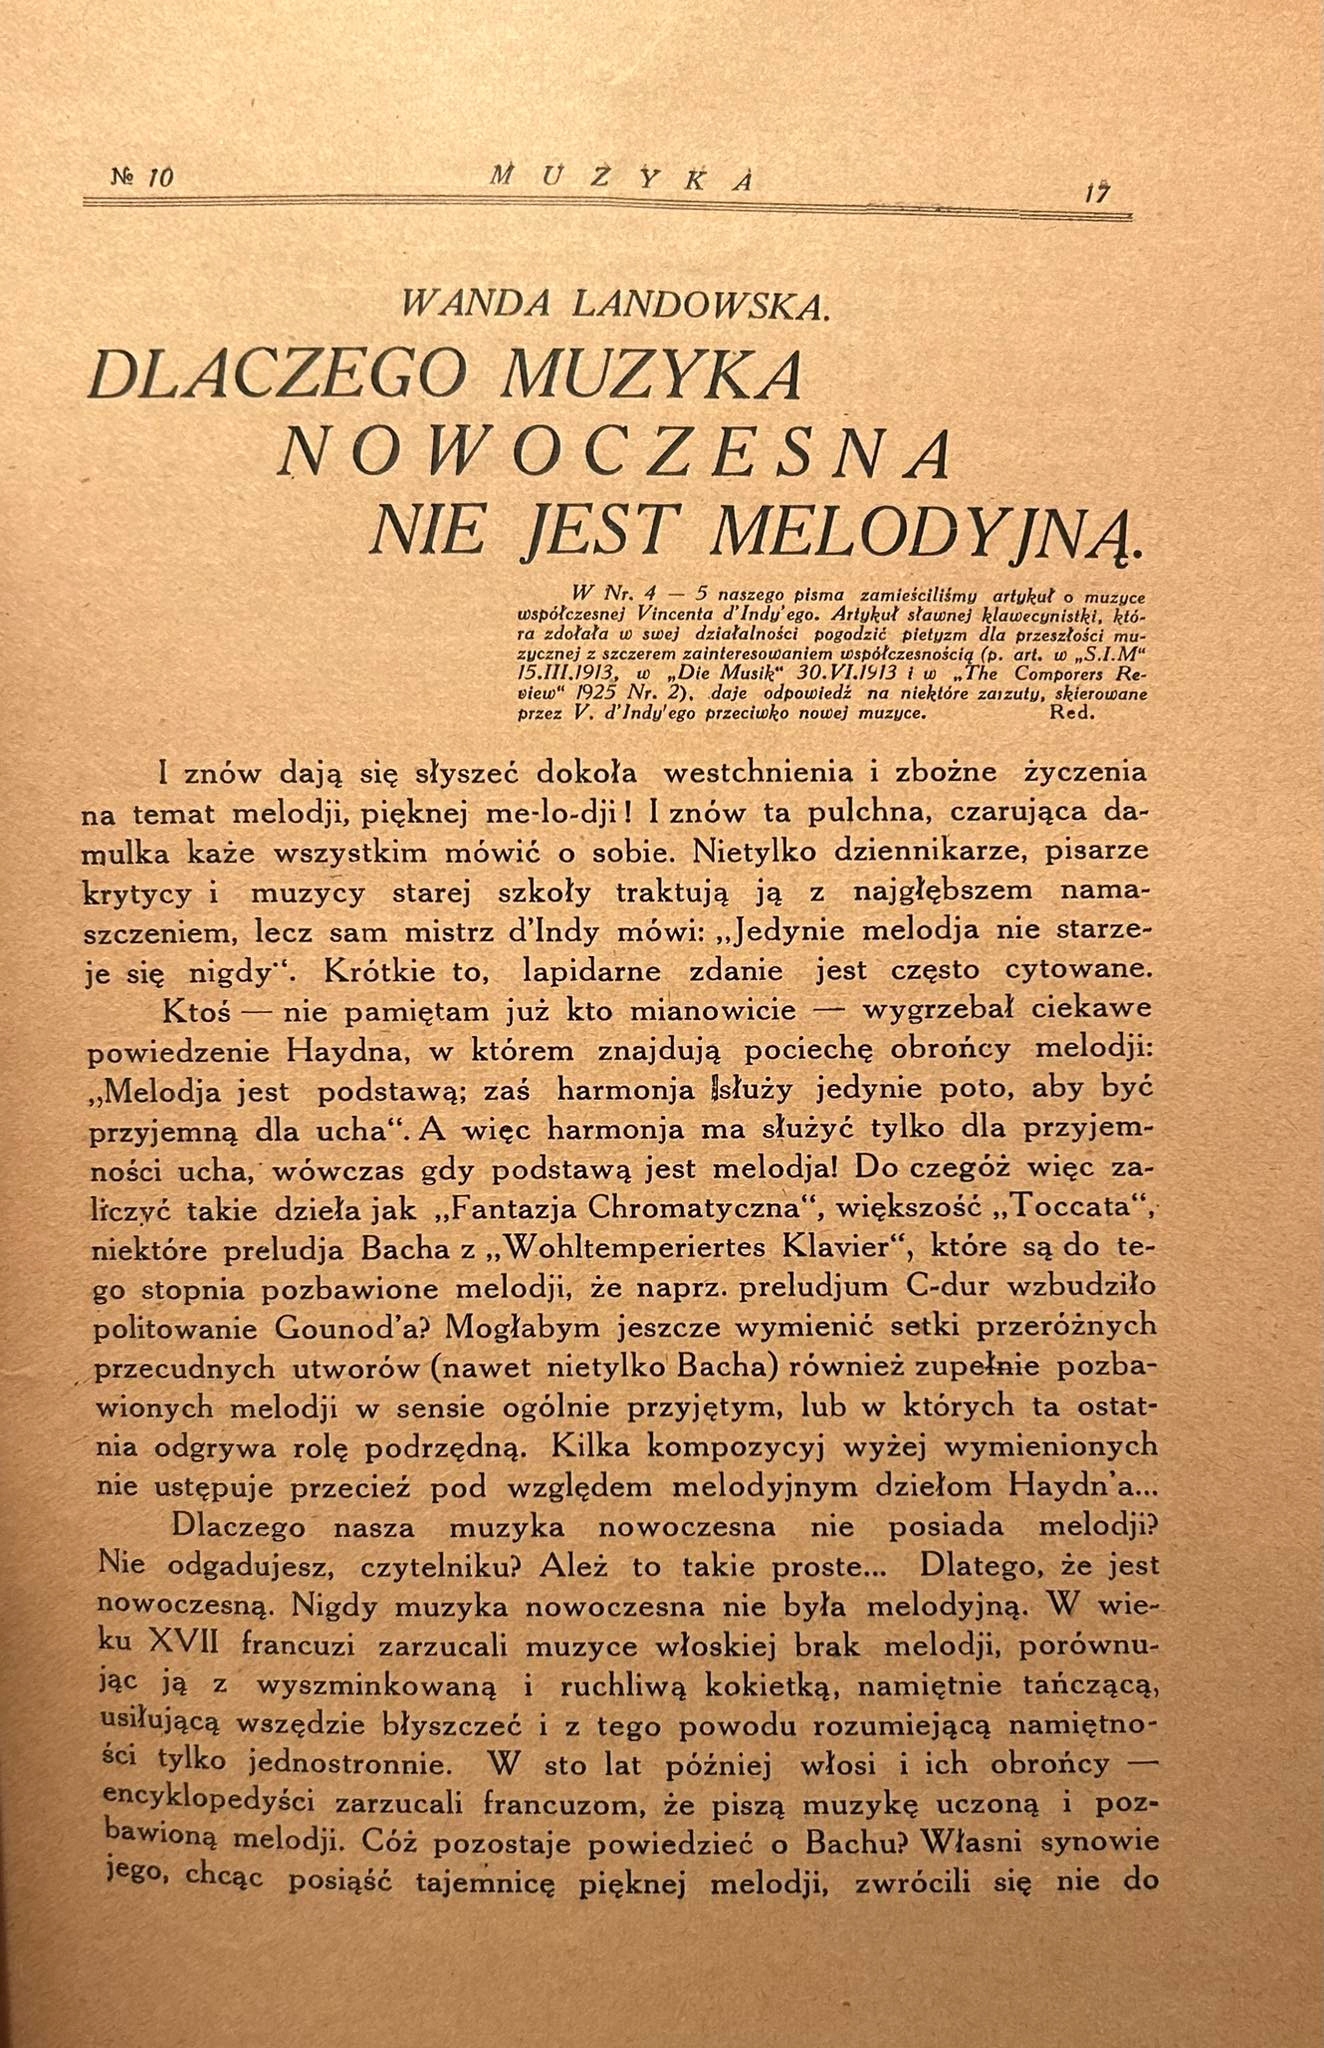 № 10
MUZYKA
17
WANDA LANDOWSKA.
DLACZEGO MUZYKA
NOWOCZESNA
NIE JEST MELODYJNĄ.
W Nr. 4 — 5 naszego pisma zamieściliśmy artykuł o muzyce
współczesnej Vincenta d'Indy'ego. Artykuł sławnej klawecynistki, któ-
ra zdołała w swej działalności pogodzić pietyzm dla przeszłości mu-
zycznej z szczerem zainteresowaniem współczesnością (p. art. w „S.I.M“
15.III.1913, w „Die Musik“ 30.VI.1913 i w „The Comporers Re-
view“ 1925 Nr. 2), daje odpowiedź na niektóre zarzuty, skierowane
przez V. d'Indy'ego przeciwko nowej muzyce. Red.
I znów dają się słyszeć dokoła westchnienia i zbożne życzenia
na temat melodji, pięknej me-lo-dji! I znów ta pulchna, czarująca da-
mulka każe wszystkim mówić o sobie. Nietylko dziennikarze, pisarze
krytycy i muzycy starej szkoły traktują ją z najgłębszem nama-
szczeniem, lecz sam mistrz d'Indy mówi: „Jedynie melodja nie starze-
je się nigdy“. Krótkie to, lapidarne zdanie jest często cytowane.
Ktoś — nie pamiętam już kto mianowicie — wygrzebał ciekawe
powiedzenie Haydna, w którem znajdują pociechę obrońcy melodji:
„Melodja jest podstawą; zaś harmonja służy jedynie poto, aby być
przyjemną dla ucha“. A więc harmonja ma służyć tylko dla przyjem-
ności ucha, wówczas gdy podstawą jest melodja! Do czegóż więc za-
liczyć takie dzieła jak „Fantazja Chromatyczna“, większość „Toccata“,
niektóre preludja Bacha z „Wohltemperiertes Klavier“, które są do te-
go stopnia pozbawione melodji, że naprz. preludjum C-dur wzbudziło
politowanie Gounod'a? Mogłabym jeszcze wymienić setki przeróżnych
przecudnych utworów (nawet nietylko Bacha) również zupełnie pozba-
wionych melodji w sensie ogólnie przyjętym, lub w których ta ostat-
nia odgrywa rolę podrzędną. Kilka kompozycyj wyżej wymienionych
nie ustępuje przecież pod względem melodyjnym dziełom Haydn'a...
Dlaczego nasza muzyka nowoczesna nie posiada melodji?
Nie odgadujesz, czytelniku? Ależ to takie proste... Dlatego, że jest
nowoczesną. Nigdy muzyka nowoczesna nie była melodyjną. W wie-
ku XVII francuzi zarzucali muzyce włoskiej brak melodji, porównu-
jąc ją z wyszminkowaną i ruchliwą kokietką, namiętnie tańczącą,
usiłującą wszędzie błyszczeć i z tego powodu rozumiejącą namiętno-
ści tylko jednostronnie. W sto lat później włosi i ich obrońcy —
encyklopedyści zarzucali francuzom, że piszą muzykę uczoną i poz-
bawioną melodji. Cóż pozostaje powiedzieć o Bachu? Właśni synowie
jego, chcąc posiąść tajemnicę pięknej melodji, zwrócili się nie do